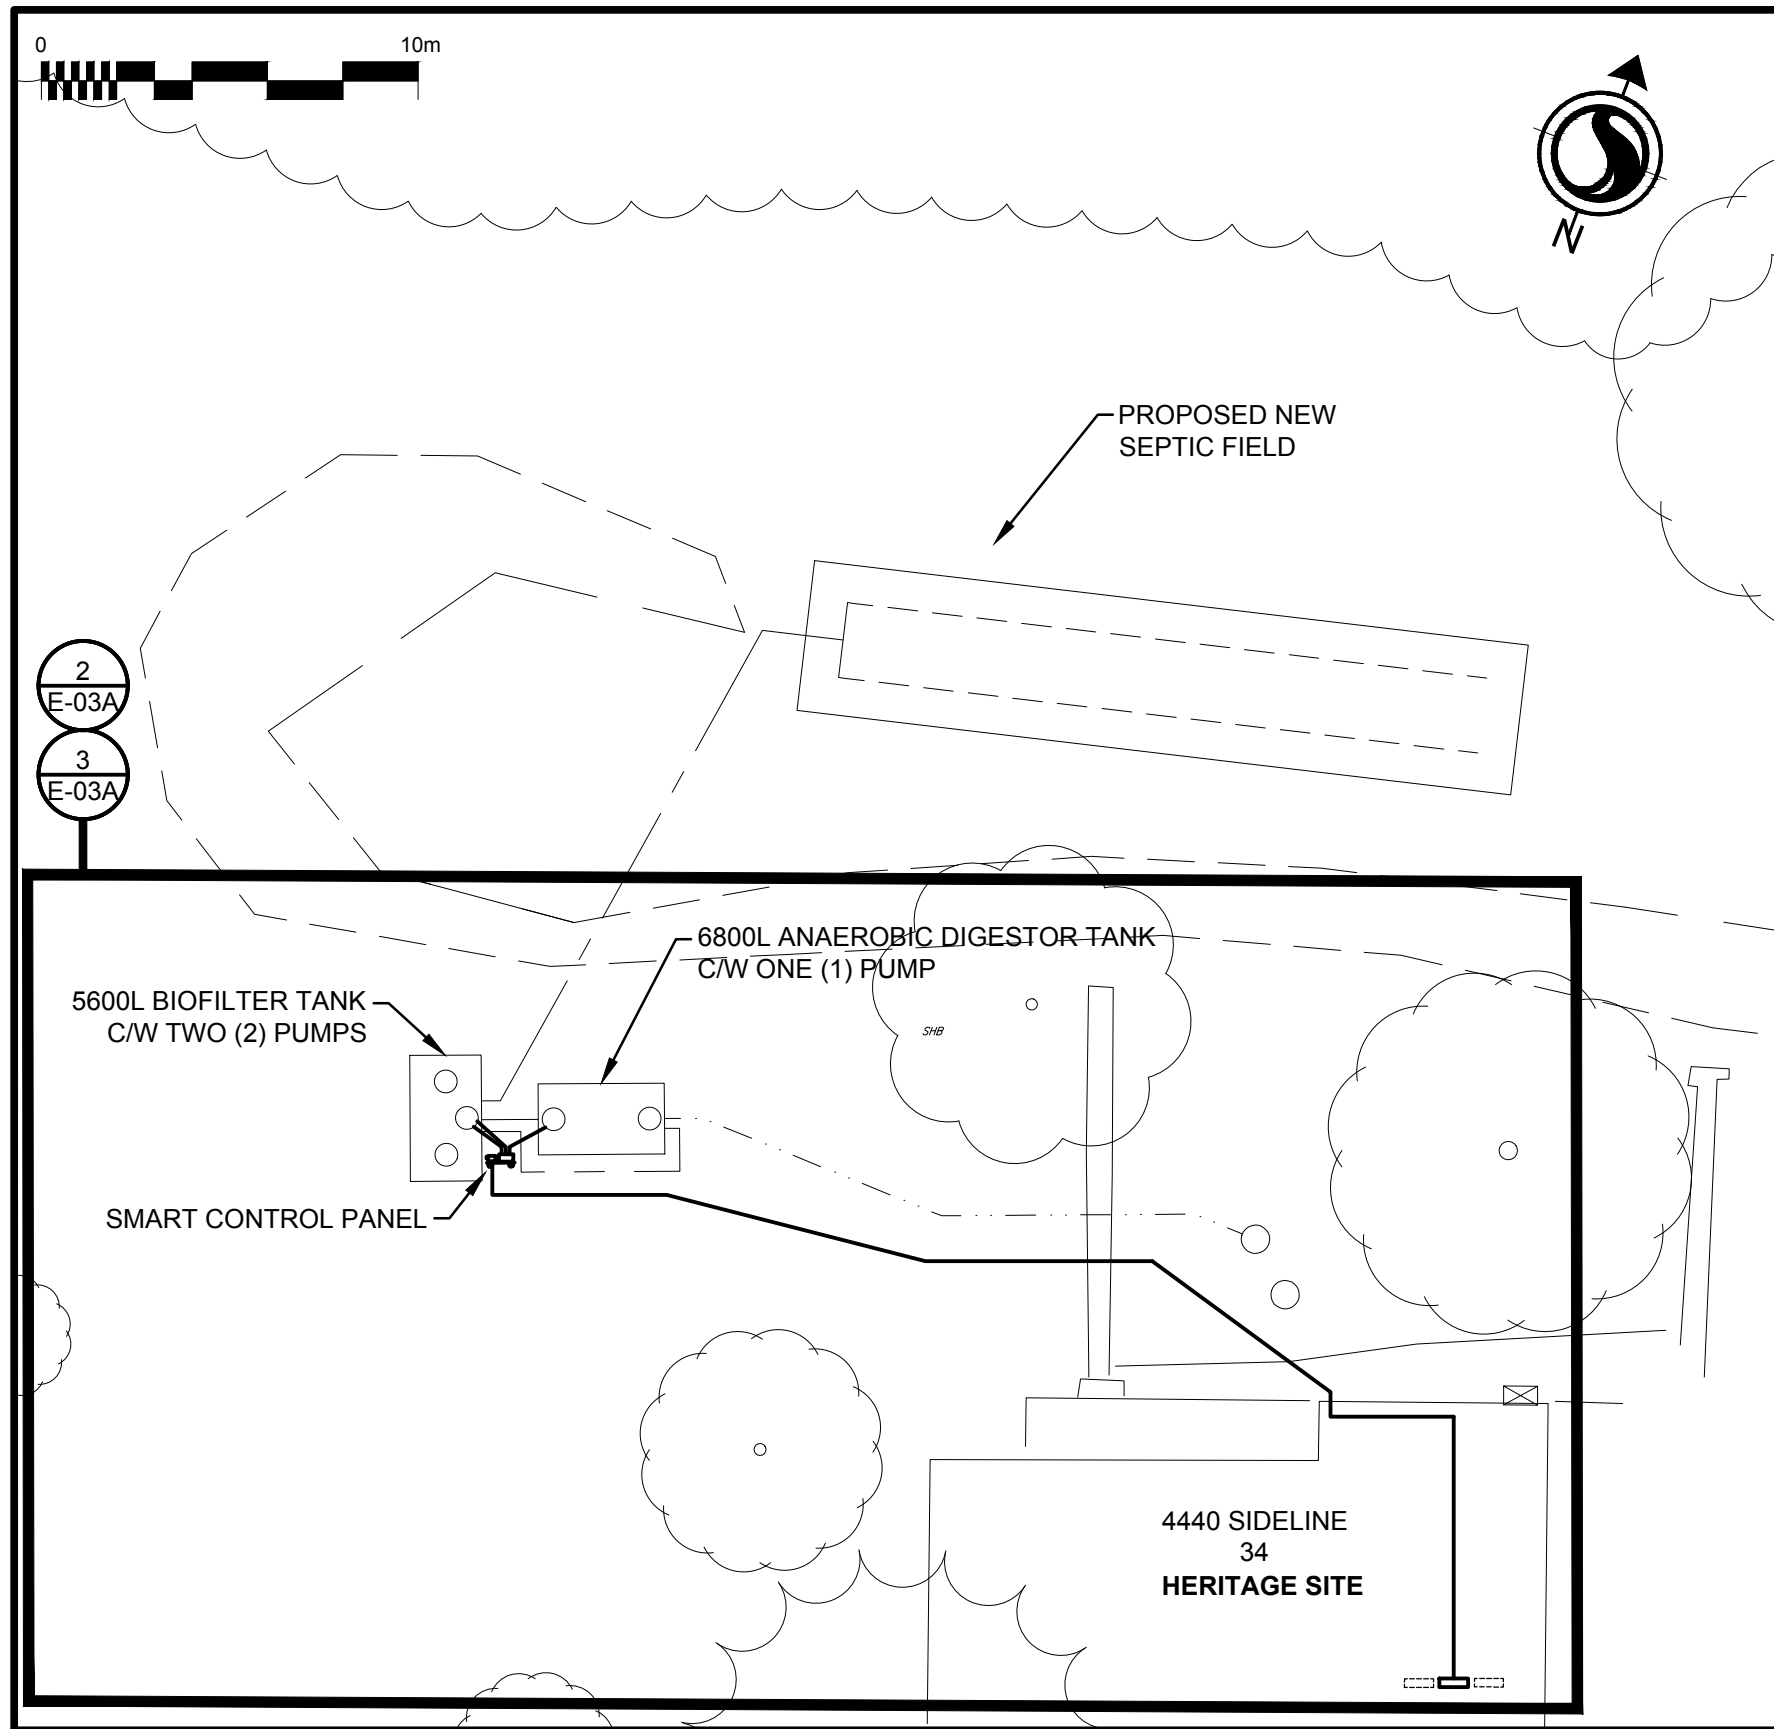 0 10m
N
PROPOSED NEW
SEPTIC FIELD
2
E-03A
3
E-03A
6800L ANAEROBIC DIGESTOR TANK
C/W ONE (1) PUMP
5600L BIOFILTER TANK
C/W TWO (2) PUMPS
SHB
SMART CONTROL PANEL
4440 SIDELINE
34
HERITAGE SITE